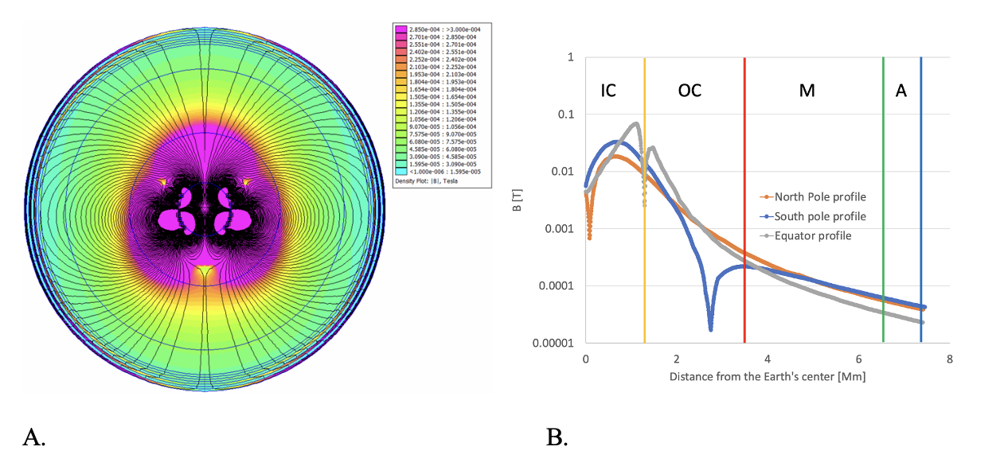 2.850e-004 : >3.000e-004
2.701e-004 : 2.850e-004
2.551e-004 : 2.701e-004
2.402e-004 : 2.551e-004
2.252e-004 : 2.402e-004
2.103e-004 : 2.252e-004
1.953e-004 : 2.103e-004
1.804e-004 : 1.953e-004
1.654e-004 : 1.804e-004
1.505e-004 : 1.654e-004
1.355e-004 : 1.505e-004
1.206e-004 : 1.355e-004
1.056e-004 : 1.206e-004
9.070e-005 : 1.056e-004
7.575e-005 : 9.070e-005
6.080e-005 : 7.575e-005
4.585e-005 : 6.080e-005
3.090e-005 : 4.585e-005
1.595e-005 : 3.090e-005
<1.000e-006 : 1.595e-005
Density Plot: |B|, Tesla
1
0.1
0.01
0.001
0.0001
0.00001
B [T]
IC
OC
M
A
North Pole profile
South pole profile
Equator profile
0
2
4
6
8
Distance from the Earth's center [Mm]
A.
B.